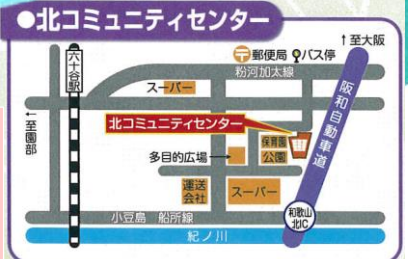 ●北コミュニティセンター
↑至大阪
郵便局 バス停
粉河加太線
六十谷駅
スーパー
阪和自動車道
←至園部
北コミュニティセンター
保育園
公園
多目的広場
運送
会社
スーパー
小豆島 船所線
和歌山
北IC
紀ノ川